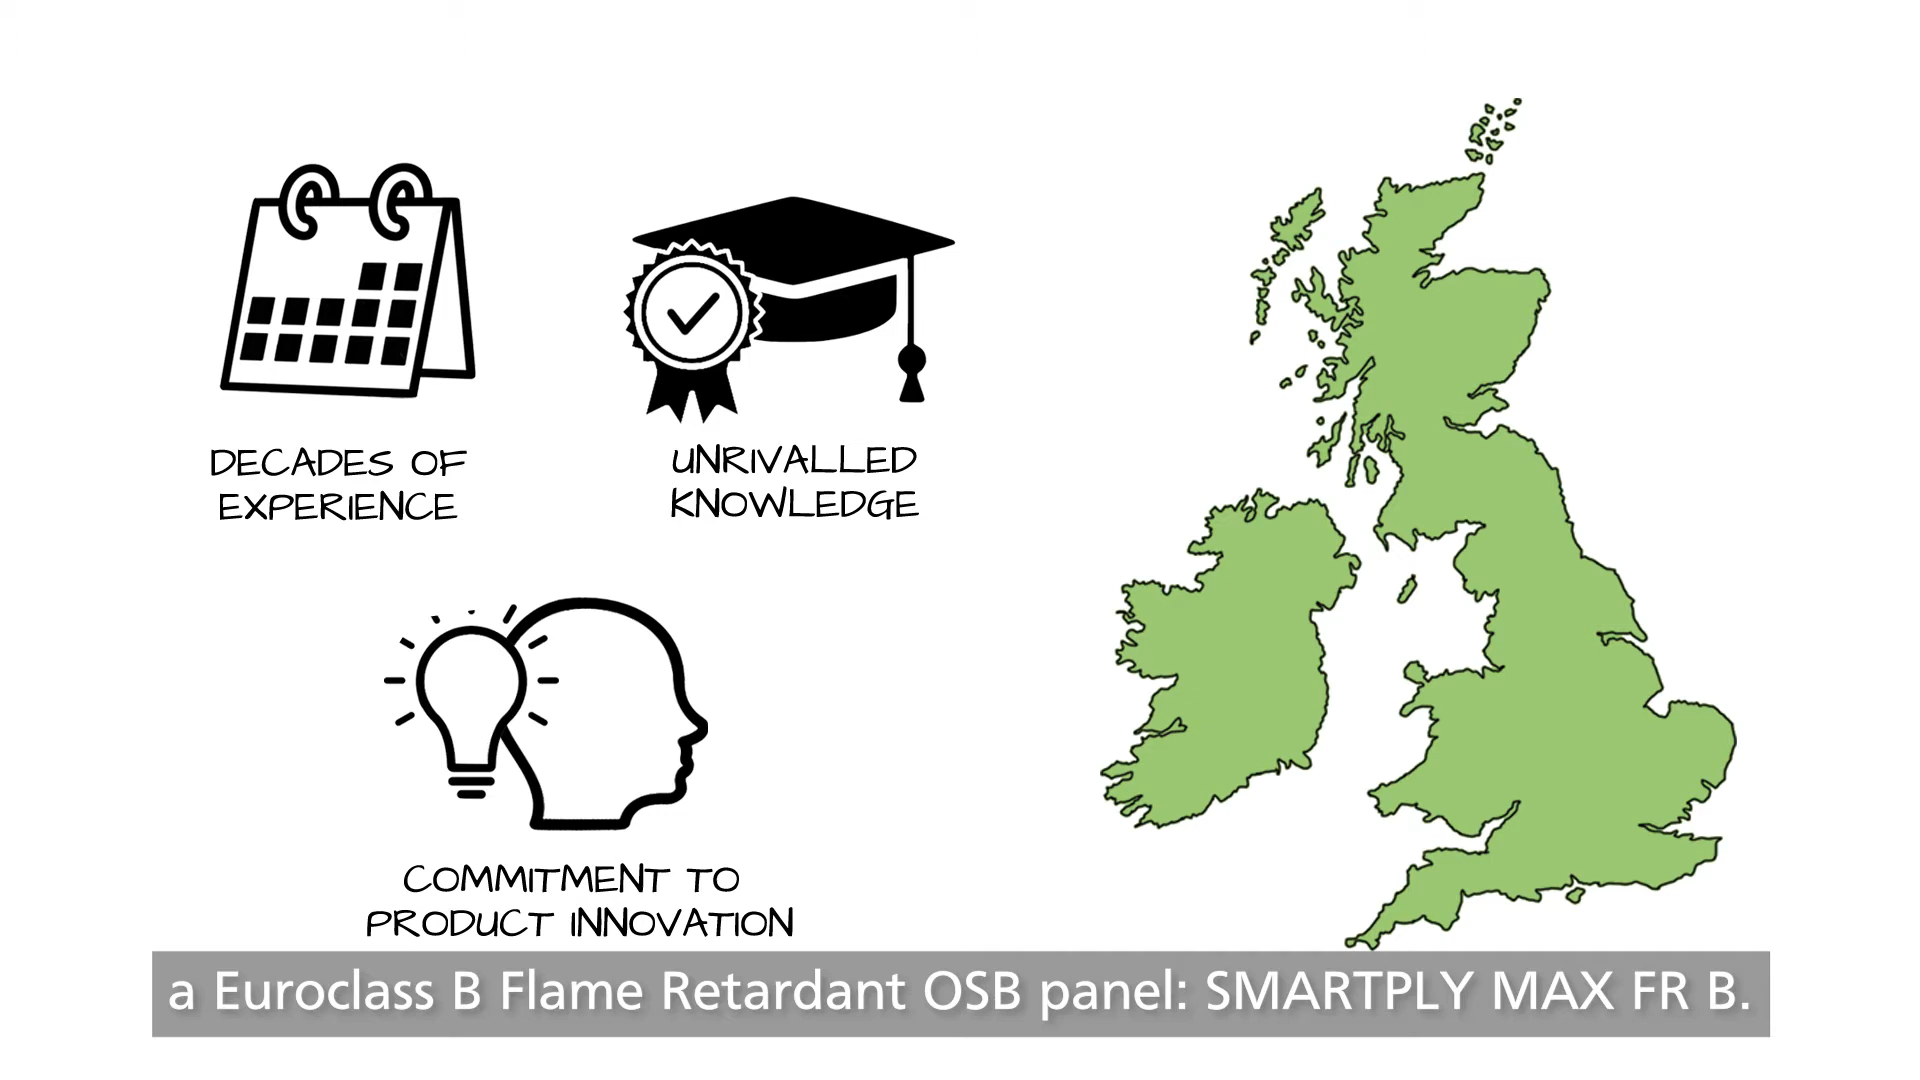 DECADES OF
EXPERIENCE
UNRIVALLED
KNOWLEDGE
COMMITMENT TO
PRODUCT INNOVATION
a Euroclass B Flame Retardant OSB panel: SMARTPLY MAX FR B.